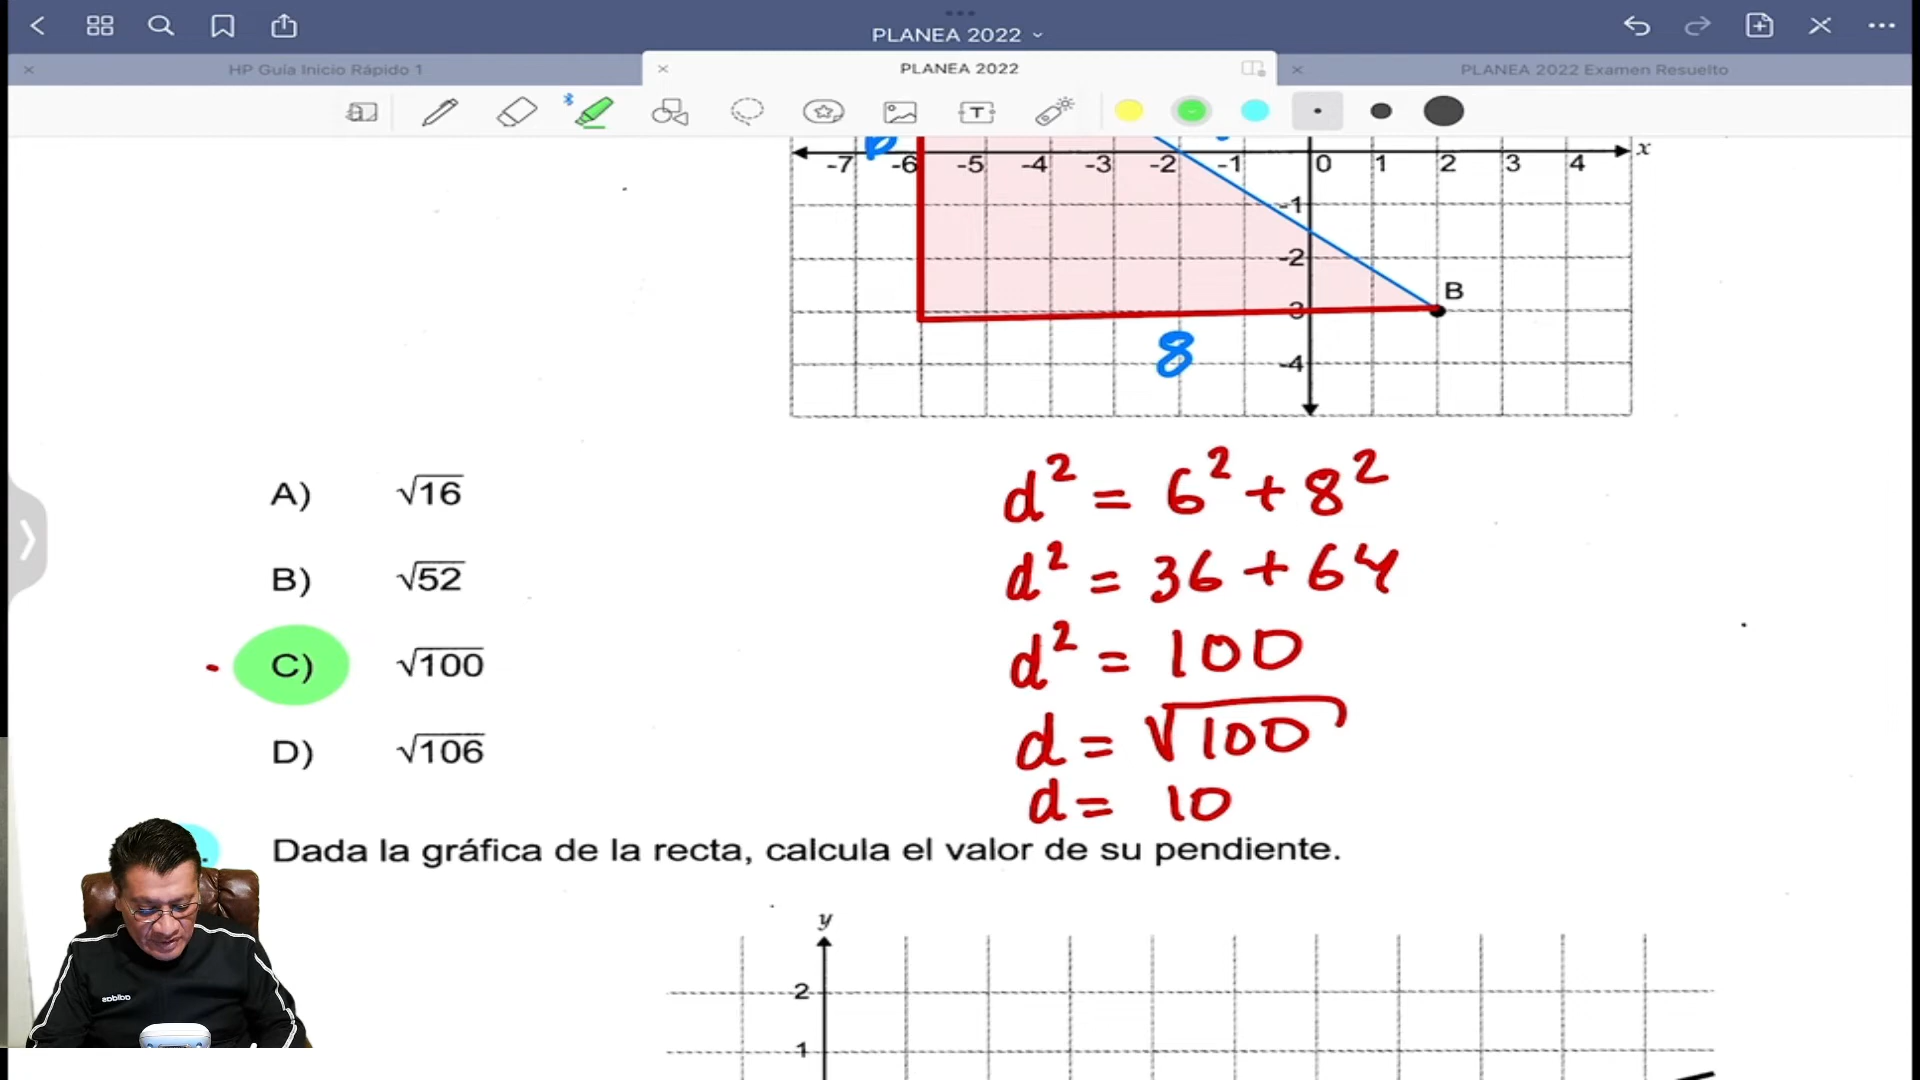 PLANEA 2022
HP Guía Inicio Rápido 1
PLANEA 2022
PLANEA 2022 Examen Resuelto
T
x
-7 -6 -5 -4 -3 -2 -1 0 1 2 3 4
-1
-2
B
3
8
-4
A) √16
B) √52
C) √100
D) √106
d² = 6² + 8²
d² = 36 + 64
d² = 100
d = √100
d = 10
Dada la gráfica de la recta, calcula el valor de su pendiente.
y
2
1
adidas